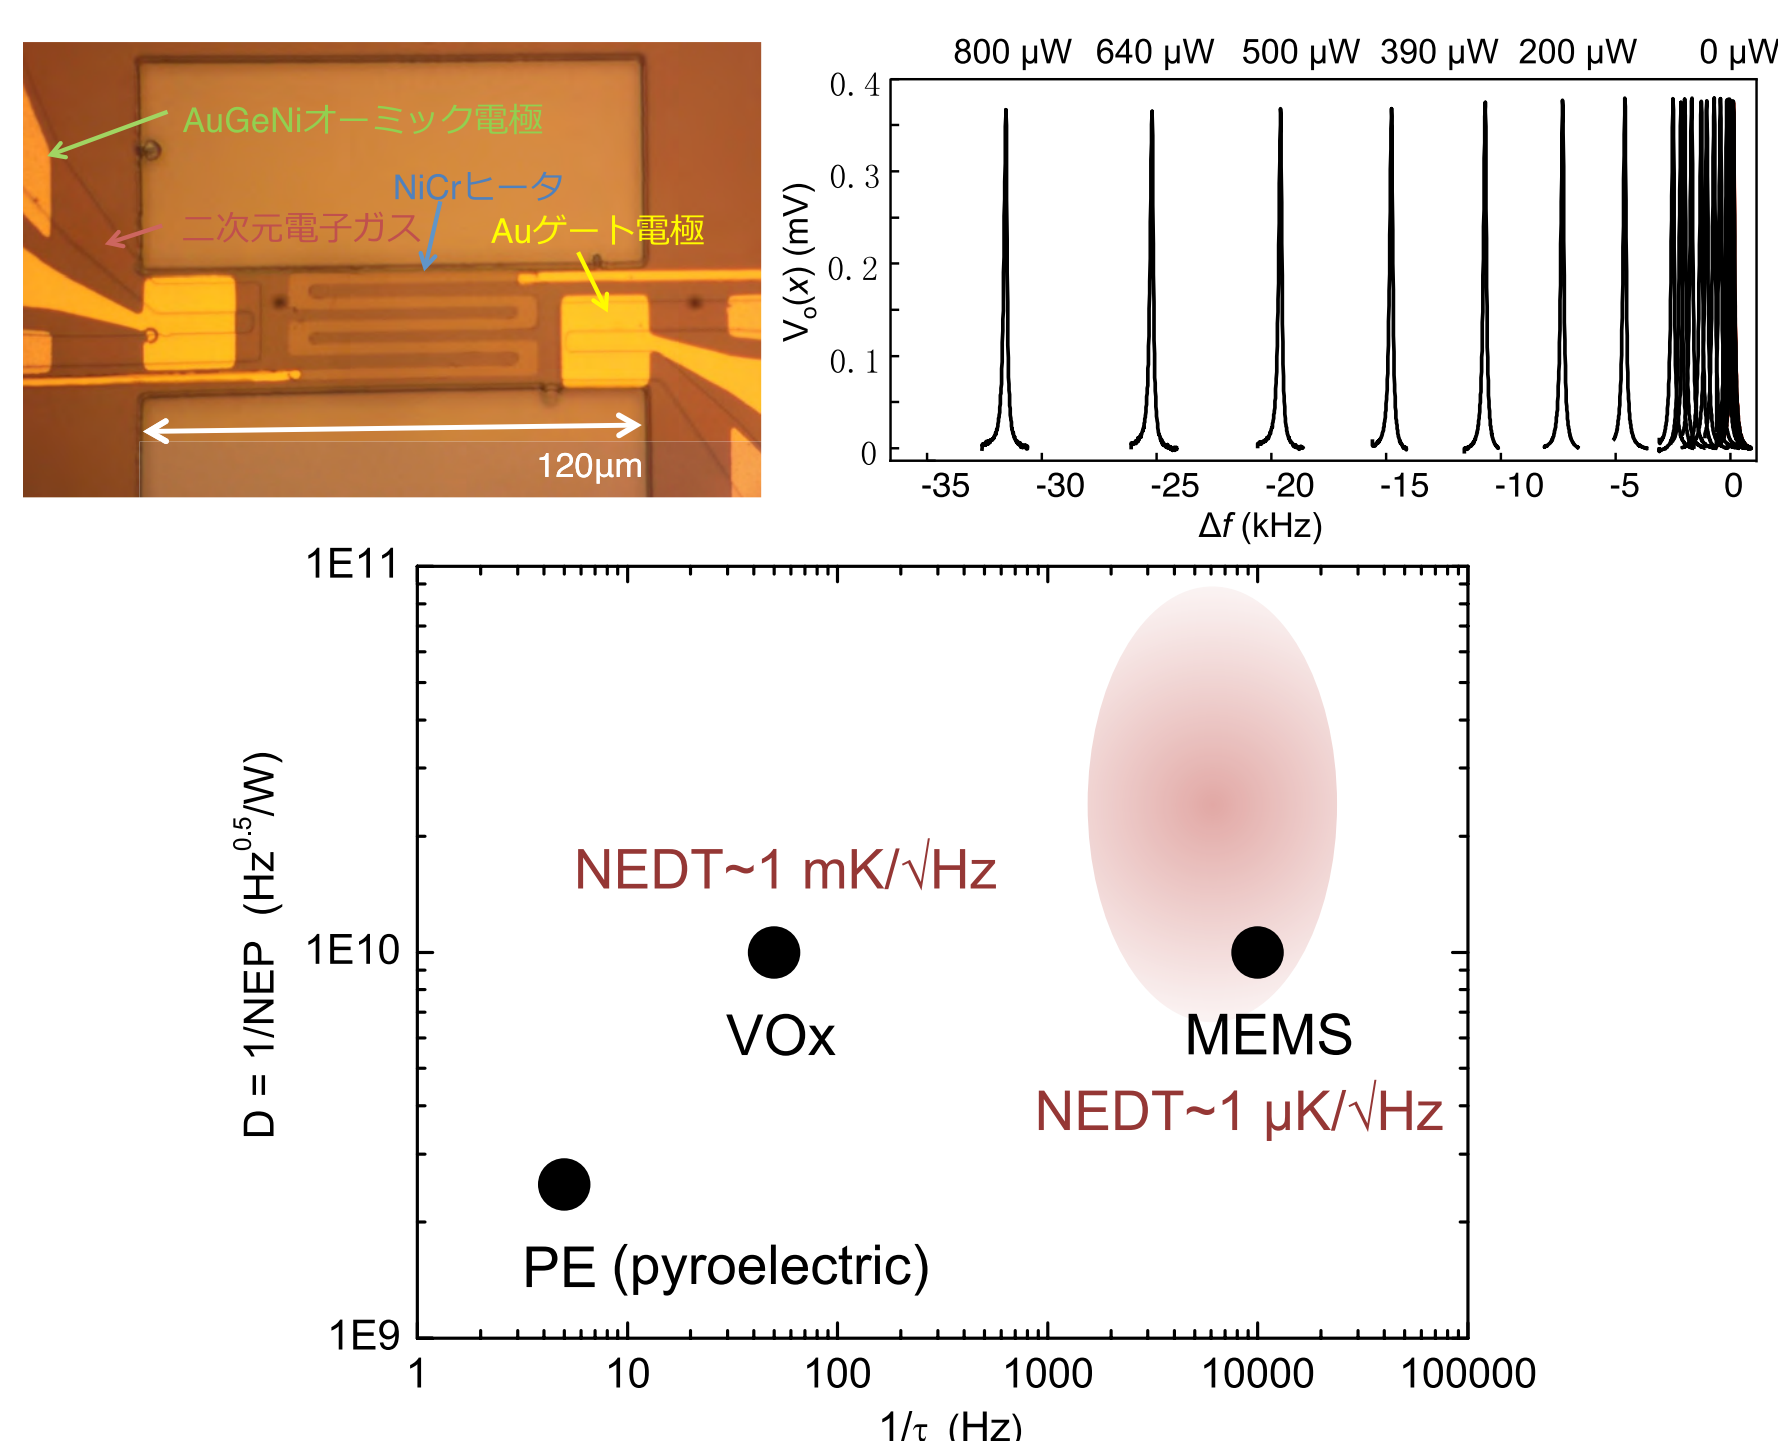 AuGeNiオーミック電極
NiCrヒータ
二次元電子ガス
Auゲート電極
120μm
800 μW 640 μW 500 μW 390 μW 200 μW 0 μW
0.4
0.3
0.2
0.1
0
Vo(x) (mV)
-35 -30 -25 -20 -15 -10 -5 0
Δf (kHz)
1E11
1E10
1E9
D = 1/NEP (Hz^0.5/W)
NEDT~1 mK/√Hz
VOx
MEMS
NEDT~1 μK/√Hz
PE (pyroelectric)
1 10 100 1000 10000 100000
1/τ (Hz)